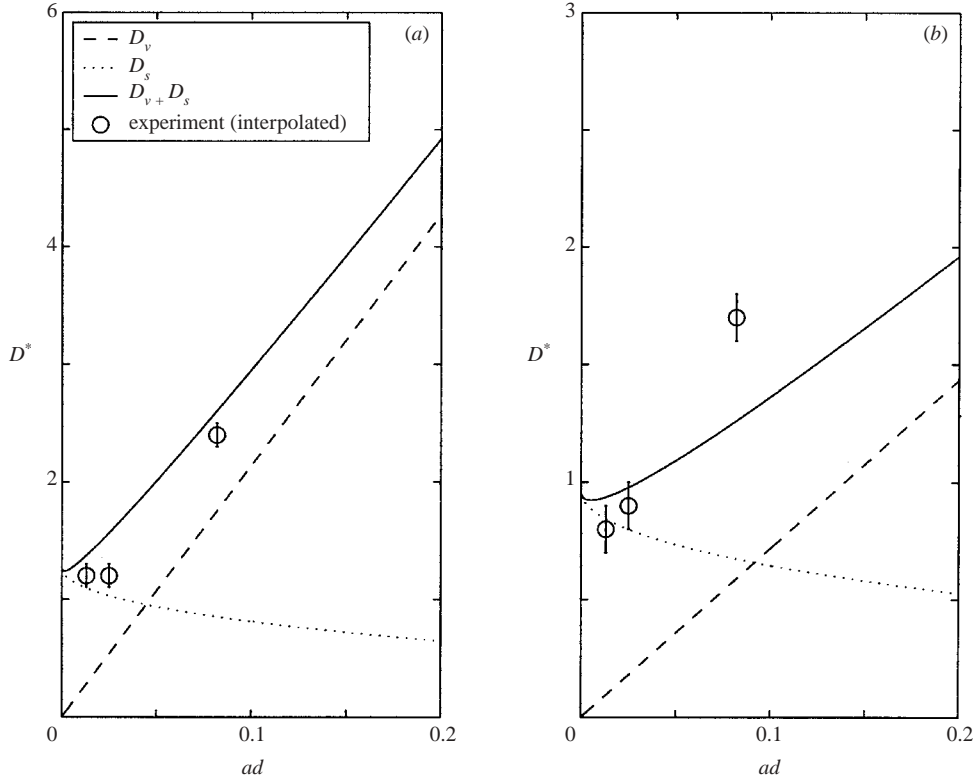 6
(a)
D_v
D_s
D_v + D_s
experiment (interpolated)
4
D*
2
0
0.1
0.2
ad
3
(b)
2
D*
1
0
0.1
0.2
ad